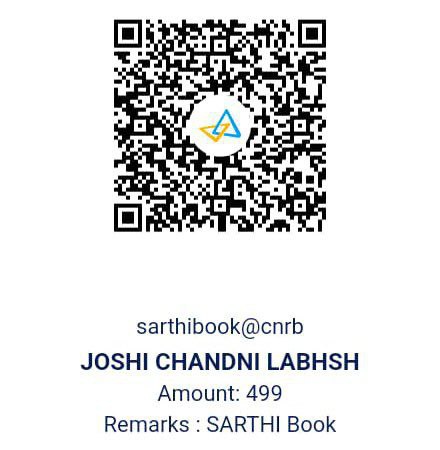 sarthibook@cnrb
JOSHI CHANDNI LABHSH
Amount: 499
Remarks : SARTHI Book